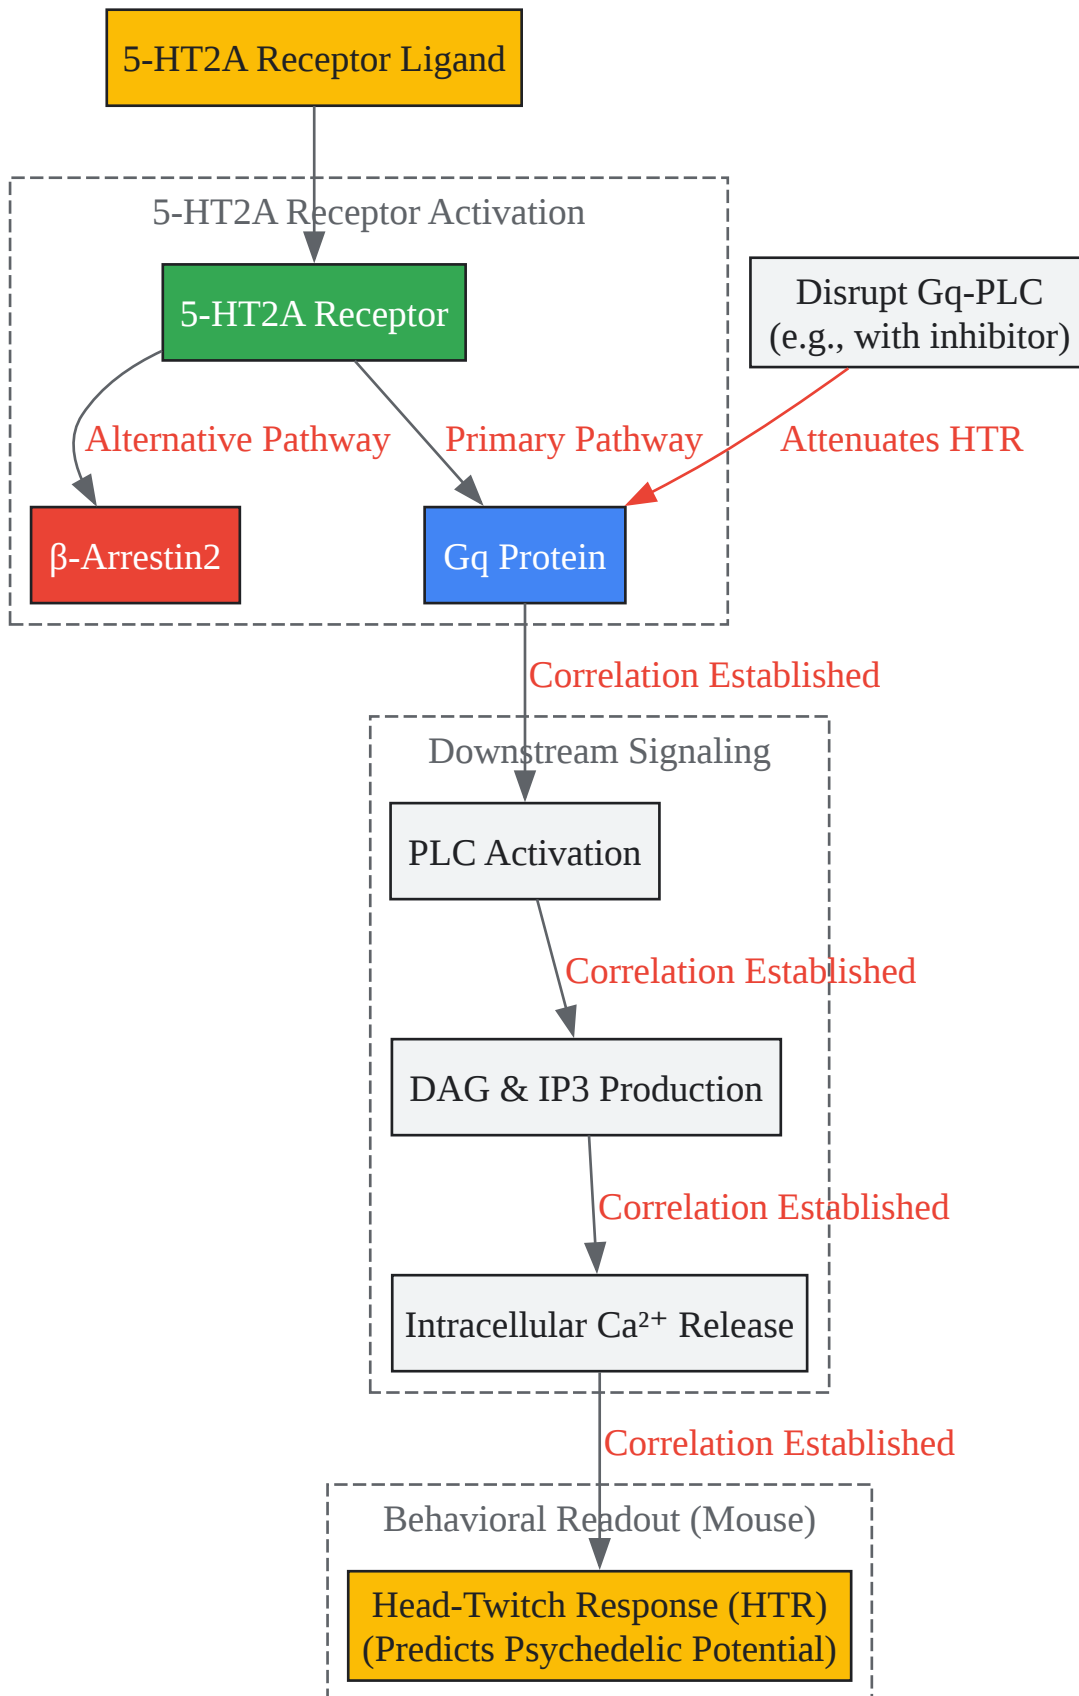 5-HT2A Receptor Ligand
5-HT2A Receptor Activation
5-HT2A Receptor
Disrupt Gq-PLC
(e.g., with inhibitor)
Alternative Pathway
Primary Pathway
Attenuates HTR
β-Arrestin2
Gq Protein
Correlation Established
Downstream Signaling
PLC Activation
Correlation Established
DAG & IP3 Production
Correlation Established
Intracellular Ca²⁺ Release
Correlation Established
Behavioral Readout (Mouse)
Head-Twitch Response (HTR)
(Predicts Psychedelic Potential)